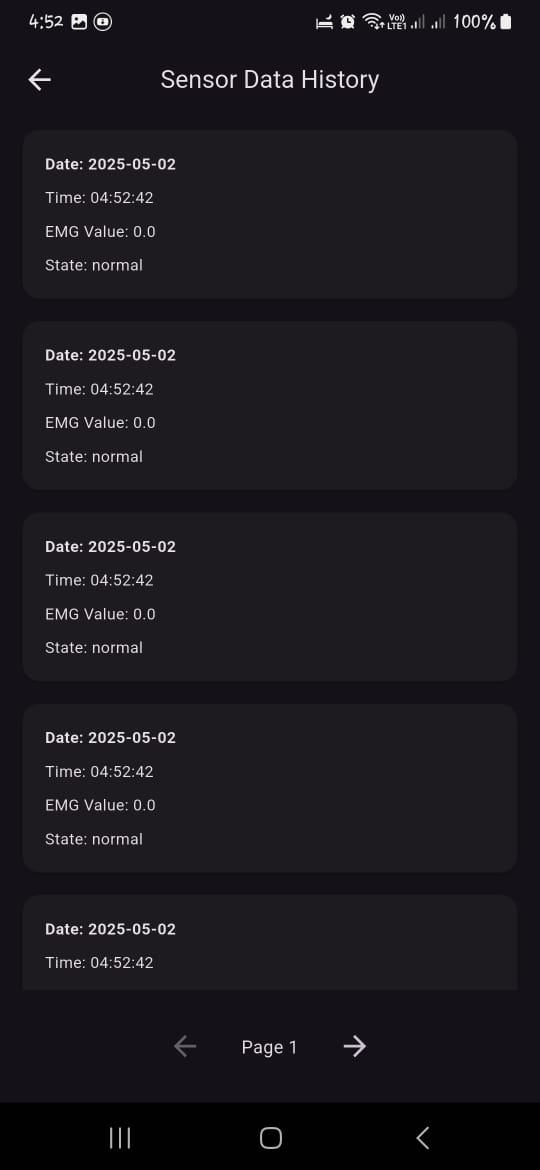 4:52
Vo))
LTE1
100%
Sensor Data History
Date: 2025-05-02
Time: 04:52:42
EMG Value: 0.0
State: normal
Date: 2025-05-02
Time: 04:52:42
EMG Value: 0.0
State: normal
Date: 2025-05-02
Time: 04:52:42
EMG Value: 0.0
State: normal
Date: 2025-05-02
Time: 04:52:42
EMG Value: 0.0
State: normal
Date: 2025-05-02
Time: 04:52:42
Page 1